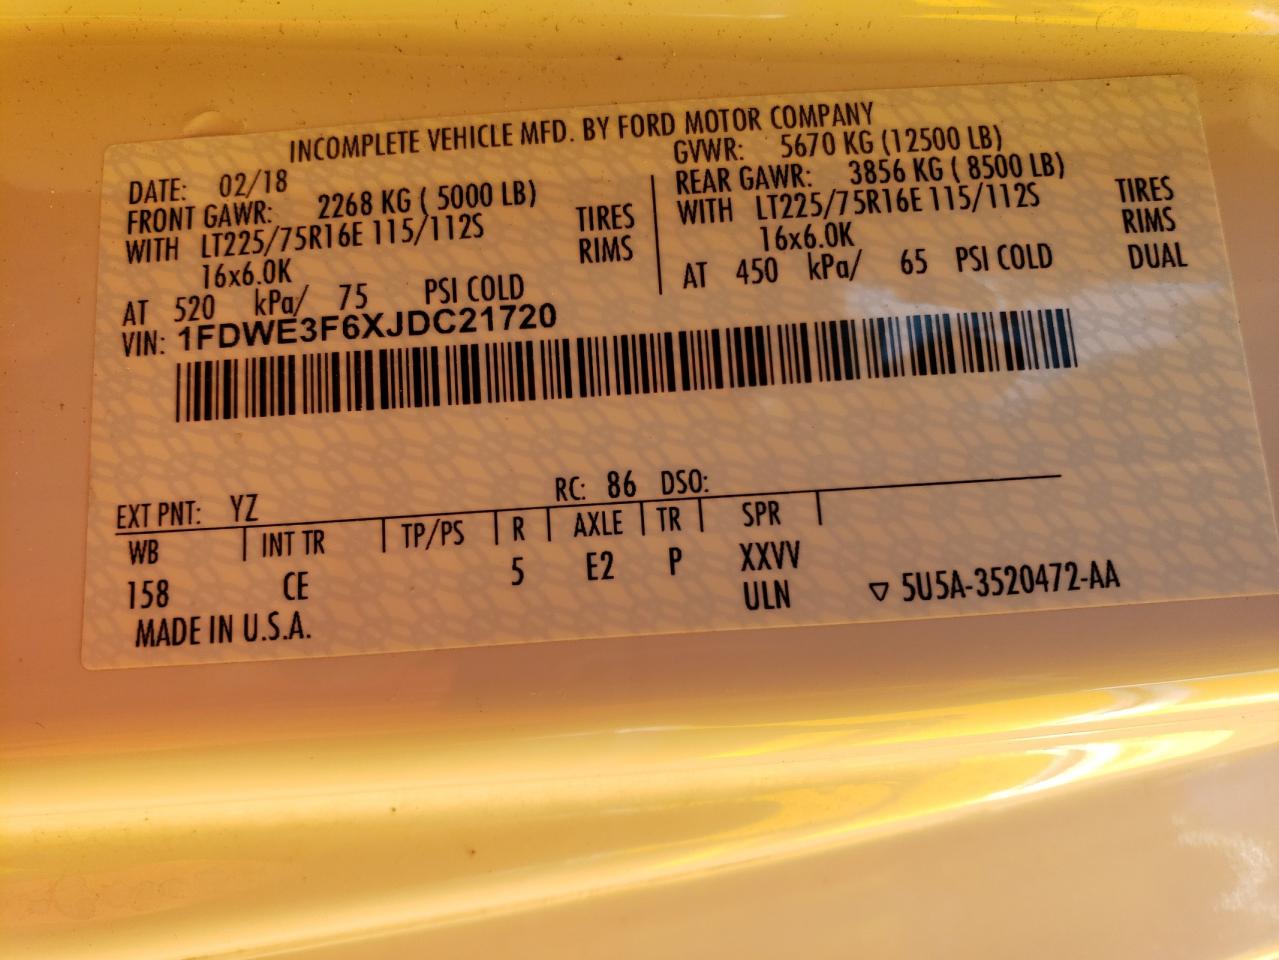 INCOMPLETE VEHICLE MFD. BY FORD MOTOR COMPANY
DATE: 02/18
GVWR: 5670 KG (12500 LB)
FRONT GAWR: 2268 KG ( 5000 LB)
REAR GAWR: 3856 KG ( 8500 LB)
WITH LT225/75R16E 115/112S TIRES
WITH LT225/75R16E 115/112S TIRES
16x6.0K RIMS
16x6.0K RIMS
AT 520 kPa/ 75 PSI COLD
AT 450 kPa/ 65 PSI COLD DUAL
VIN: 1FDWE3F6XJDC21720
EXT PNT: YZ RC: 86 DSO:
WB INT TR TP/PS R AXLE TR SPR
158 CE 5 E2 P XXVV
ULN
MADE IN U.S.A. ▽ 5U5A-3520472-AA